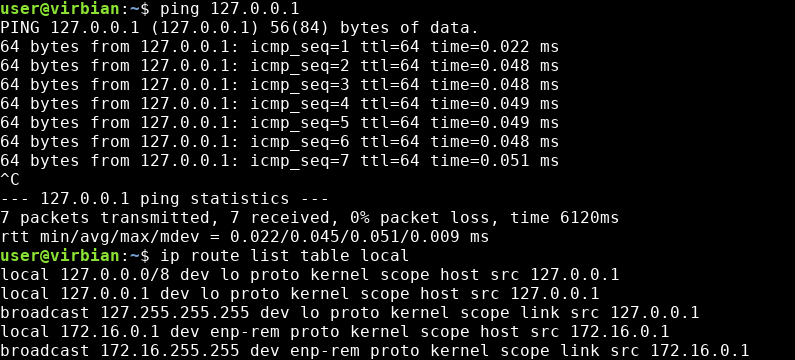 user@virbian:~$ ping 127.0.0.1
PING 127.0.0.1 (127.0.0.1) 56(84) bytes of data.
64 bytes from 127.0.0.1: icmp_seq=1 ttl=64 time=0.022 ms
64 bytes from 127.0.0.1: icmp_seq=2 ttl=64 time=0.048 ms
64 bytes from 127.0.0.1: icmp_seq=3 ttl=64 time=0.048 ms
64 bytes from 127.0.0.1: icmp_seq=4 ttl=64 time=0.049 ms
64 bytes from 127.0.0.1: icmp_seq=5 ttl=64 time=0.049 ms
64 bytes from 127.0.0.1: icmp_seq=6 ttl=64 time=0.048 ms
64 bytes from 127.0.0.1: icmp_seq=7 ttl=64 time=0.051 ms
^C
--- 127.0.0.1 ping statistics ---
7 packets transmitted, 7 received, 0% packet loss, time 6120ms
rtt min/avg/max/mdev = 0.022/0.045/0.051/0.009 ms
user@virbian:~$ ip route list table local
local 127.0.0.0/8 dev lo proto kernel scope host src 127.0.0.1
local 127.0.0.1 dev lo proto kernel scope host src 127.0.0.1
broadcast 127.255.255.255 dev lo proto kernel scope link src 127.0.0.1
local 172.16.0.1 dev enp-rem proto kernel scope host src 172.16.0.1
broadcast 172.16.255.255 dev enp-rem proto kernel scope link src 172.16.0.1